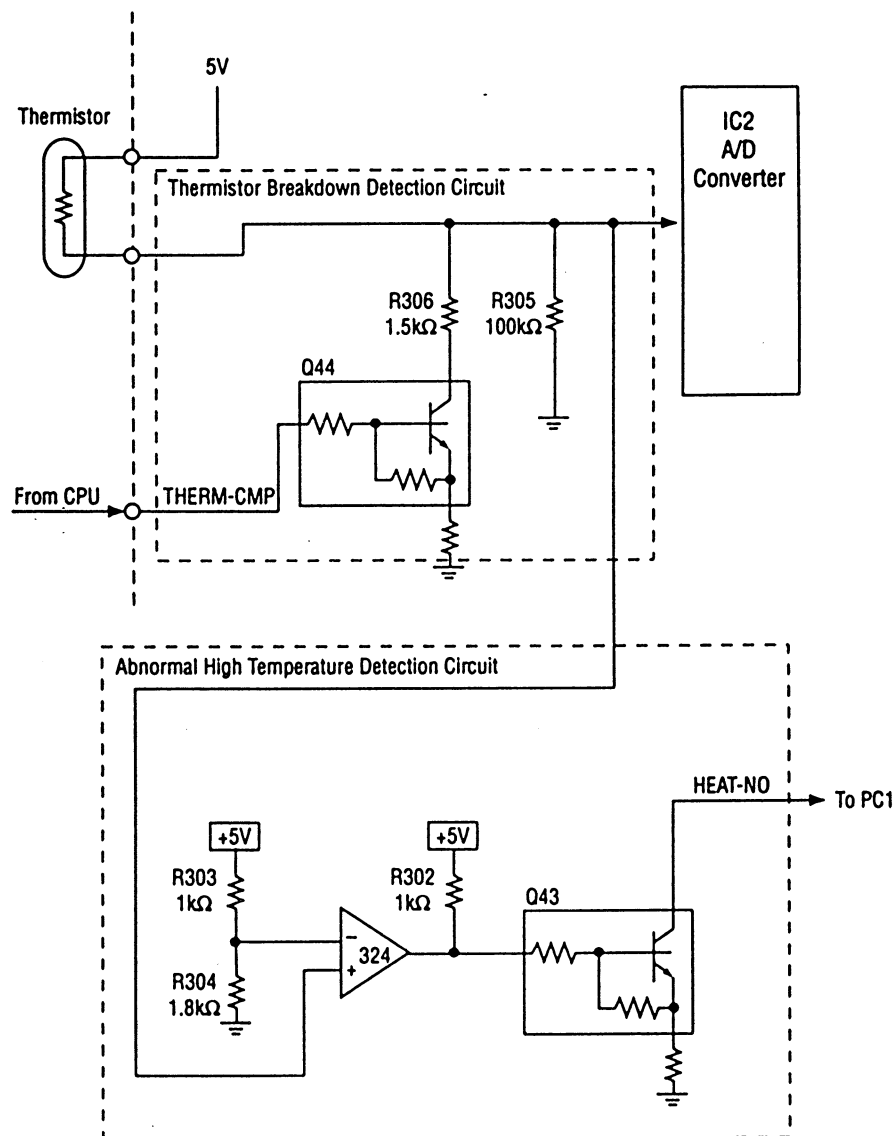 5V
Thermistor
IC2
A/D
Converter
Thermistor Breakdown Detection Circuit
R306
1.5kΩ
R305
100kΩ
Q44
From CPU
THERM-CMP
Abnormal High Temperature Detection Circuit
HEAT-NO
To PC1
+5V
+5V
R303
1kΩ
R302
1kΩ
Q43
−
324
+
R304
1.8kΩ